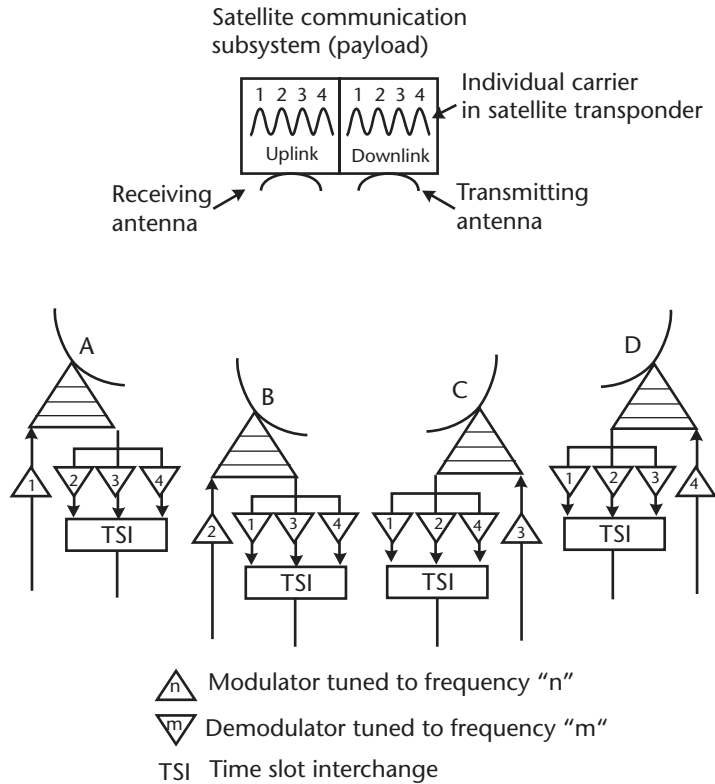 Satellite communication
subsystem (payload)
1 2 3 4
1 2 3 4
Individual carrier
in satellite transponder
Uplink
Downlink
Receiving
antenna
Transmitting
antenna
A
B
C
D
1
2 3 4
TSI
2
1 3 4
TSI
1 2 4
3
TSI
1 2 3
4
TSI
n Modulator tuned to frequency “n”
m Demodulator tuned to frequency “m“
TSI Time slot interchange